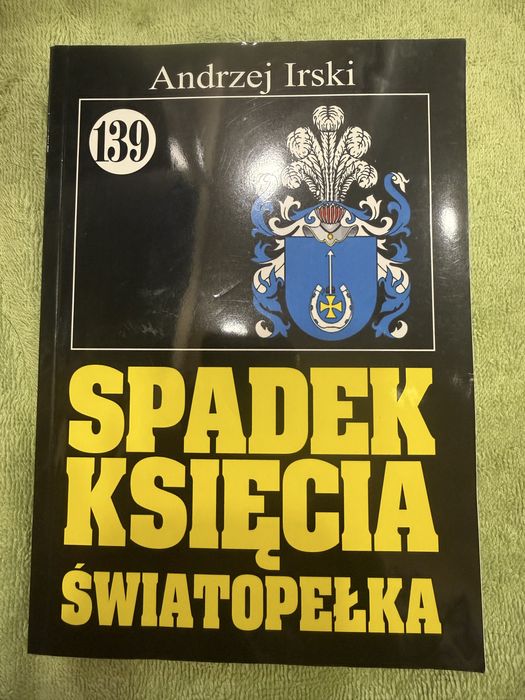 Andrzej Irski
139
SPADEK
KSIĘCIA
ŚWIATOPEŁKA